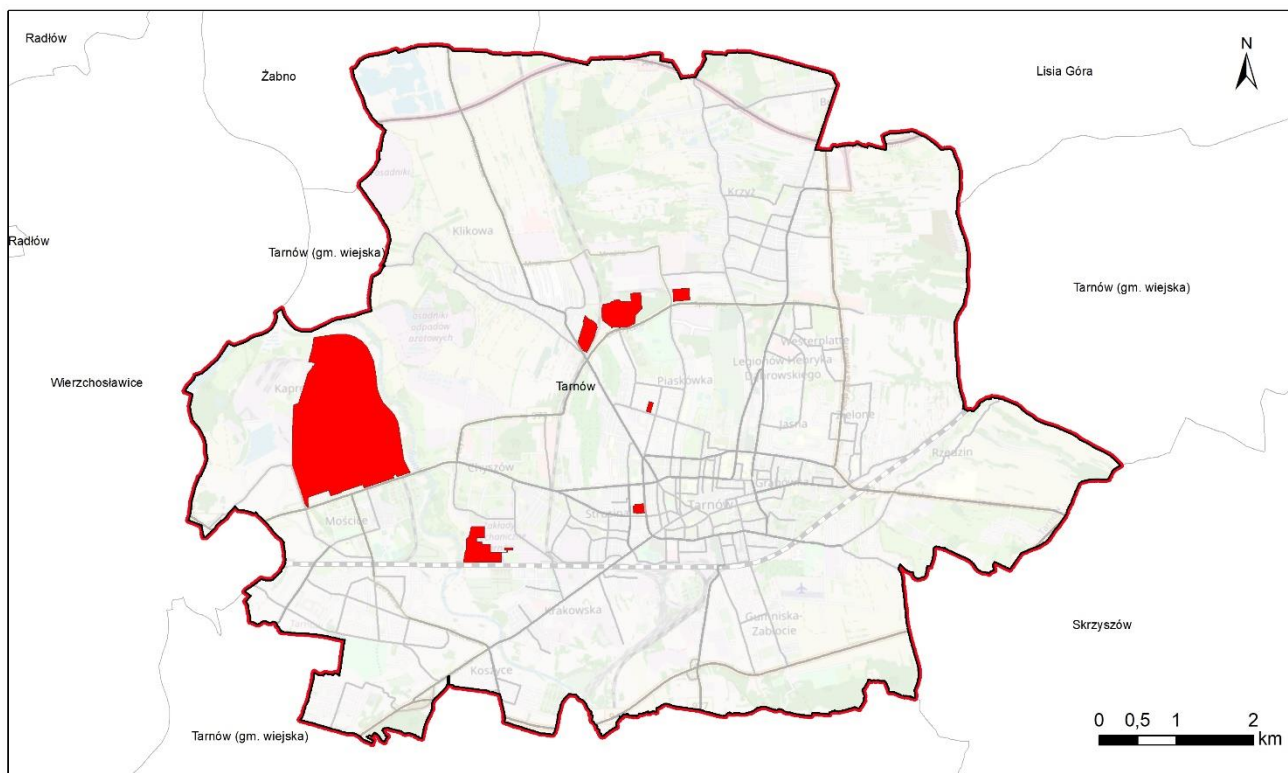 Radłów
N
Żabno
Lisia Góra
Krzyż
Klikowa
Tarnów (gm. wiejska)
Radłów
Tarnów (gm. wiejska)
Westerplatte
Legionów Henryka
Dąbrowskiego
Wierzchosławice
Piaskówka
Tarnów
Jasna
Zielone
Rzędzin
Chyszów
Grabówka
Tarnów
Strusina
Mościce
Krakowska
Gumniska-
Zabłocie
Skrzyszów
Koszyce
Tarnów (gm. wiejska)
0 0,5 1 2
km